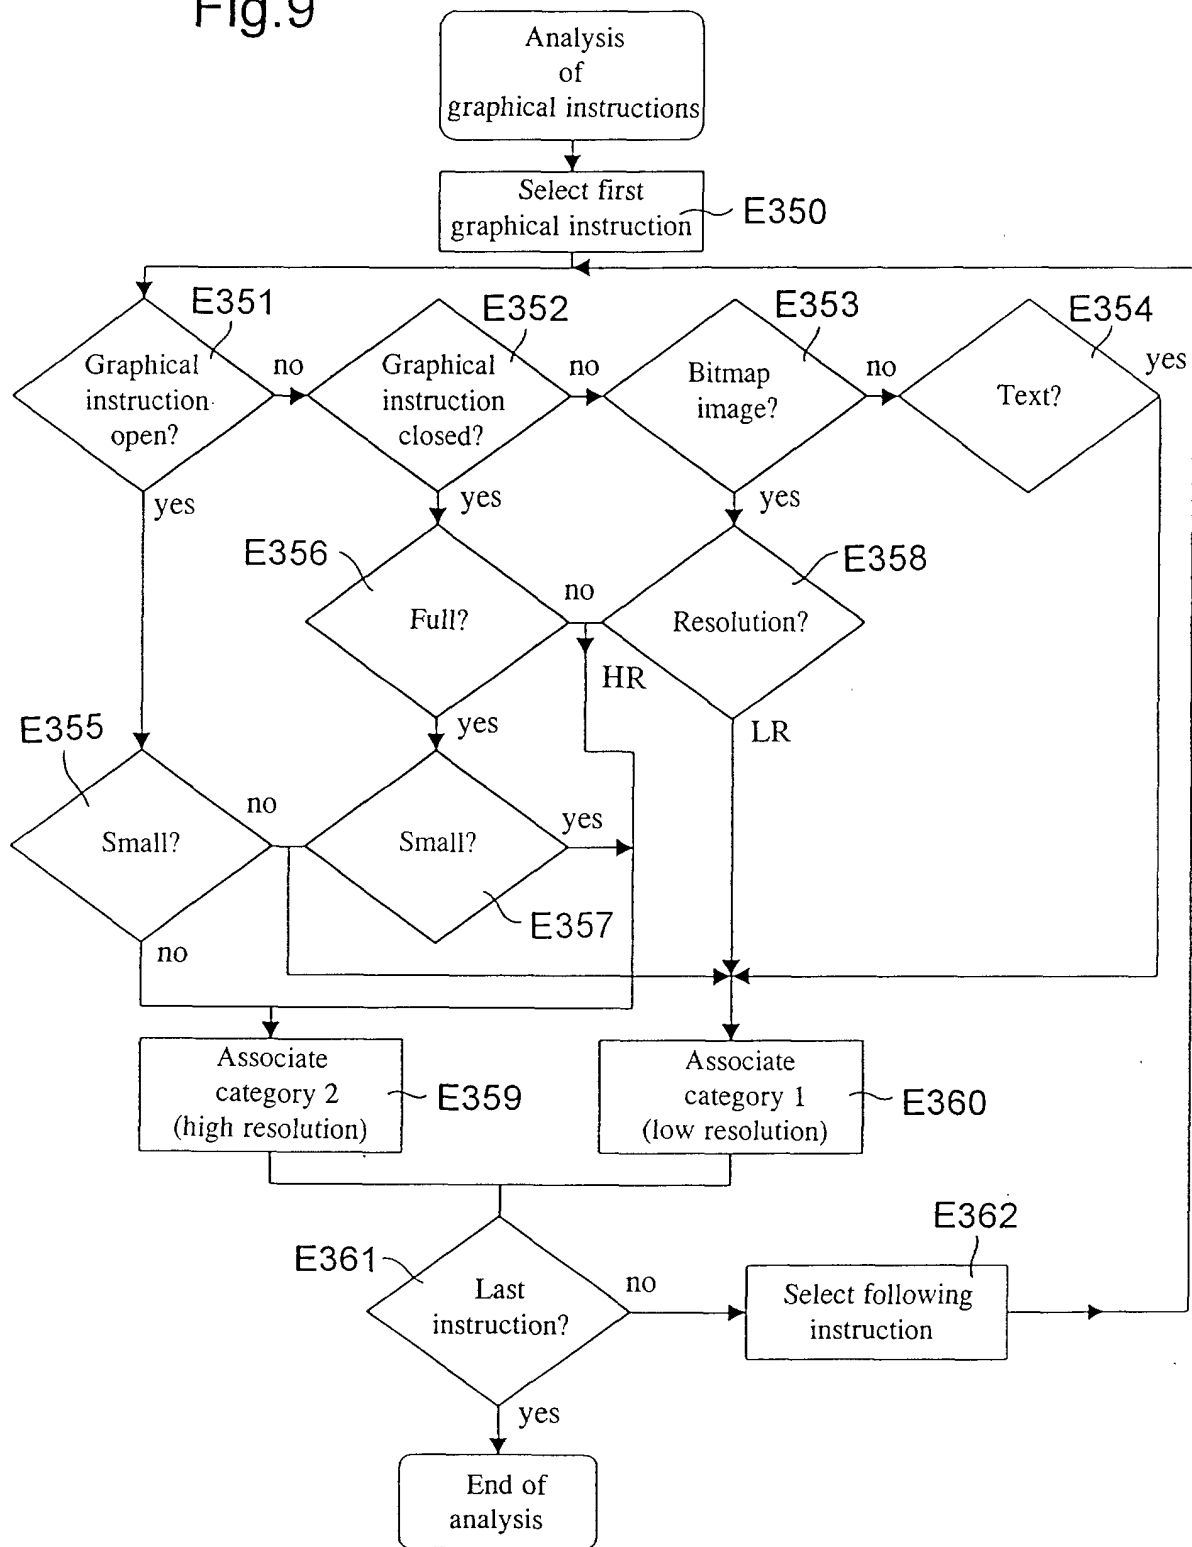 Fig.9
Analysis
of
graphical instructions
Select first
graphical instruction
E350
E351
E352
E353
E354
Graphical
instruction
open?
no
Graphical
instruction
closed?
no
Bitmap
image?
no
Text?
yes
yes
yes
yes
E356
Full?
no
E358
Resolution?
HR
yes
LR
E355
Small?
no
Small?
yes
E357
no
Associate
category 2
(high resolution)
E359
Associate
category 1
(low resolution)
E360
E361
Last
instruction?
no
E362
Select following
instruction
yes
End of
analysis